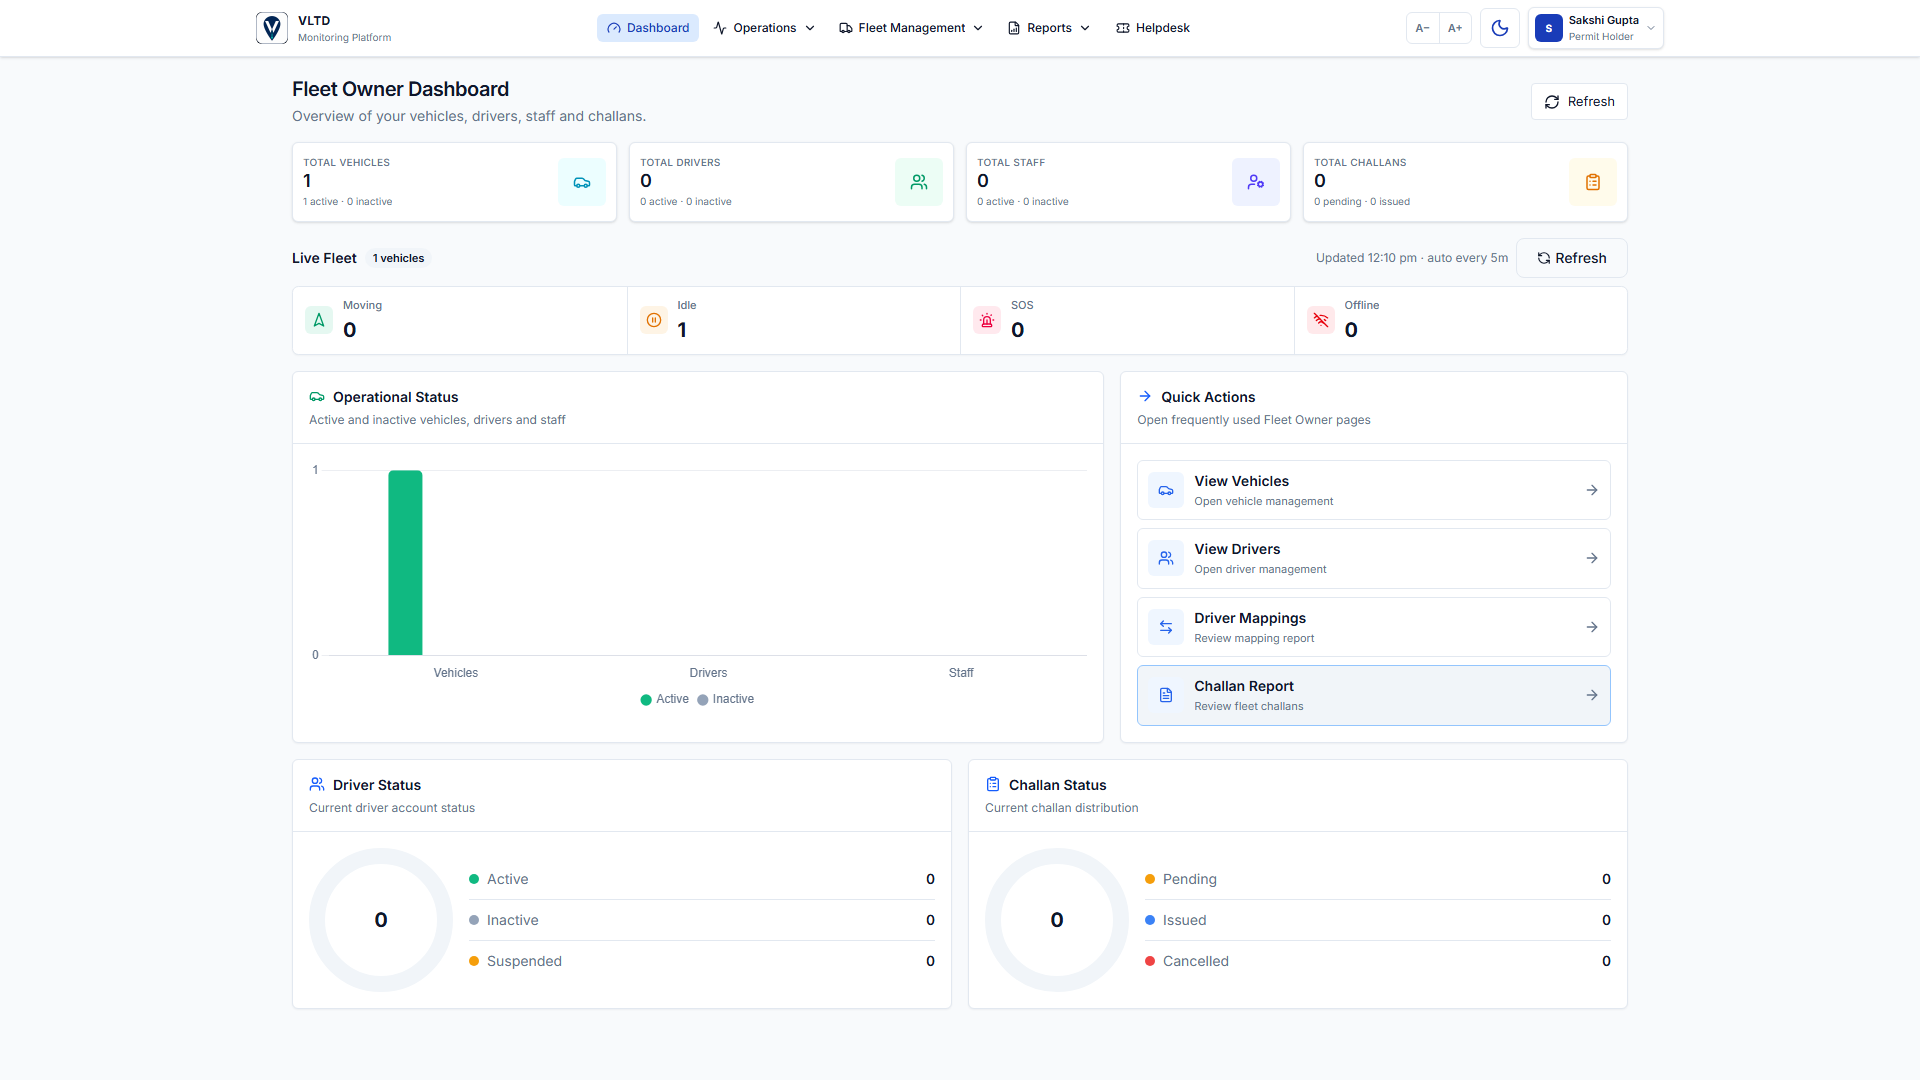 VLTD
Monitoring Platform
Dashboard
Operations
Fleet Management
Reports
Helpdesk
A−
A+
S
Sakshi Gupta
Permit Holder
Fleet Owner Dashboard
Overview of your vehicles, drivers, staff and challans.
Refresh
TOTAL VEHICLES
1
1 active · 0 inactive
TOTAL DRIVERS
0
0 active · 0 inactive
TOTAL STAFF
0
0 active · 0 inactive
TOTAL CHALLANS
0
0 pending · 0 issued
Live Fleet
1 vehicles
Updated 12:10 pm · auto every 5m
Refresh
Moving
0
Idle
1
SOS
0
Offline
0
Operational Status
Active and inactive vehicles, drivers and staff
1
0
Vehicles
Drivers
Staff
Active
Inactive
Quick Actions
Open frequently used Fleet Owner pages
View Vehicles
Open vehicle management
View Drivers
Open driver management
Driver Mappings
Review mapping report
Challan Report
Review fleet challans
Driver Status
Current driver account status
0
Active 0
Inactive 0
Suspended 0
Challan Status
Current challan distribution
0
Pending 0
Issued 0
Cancelled 0